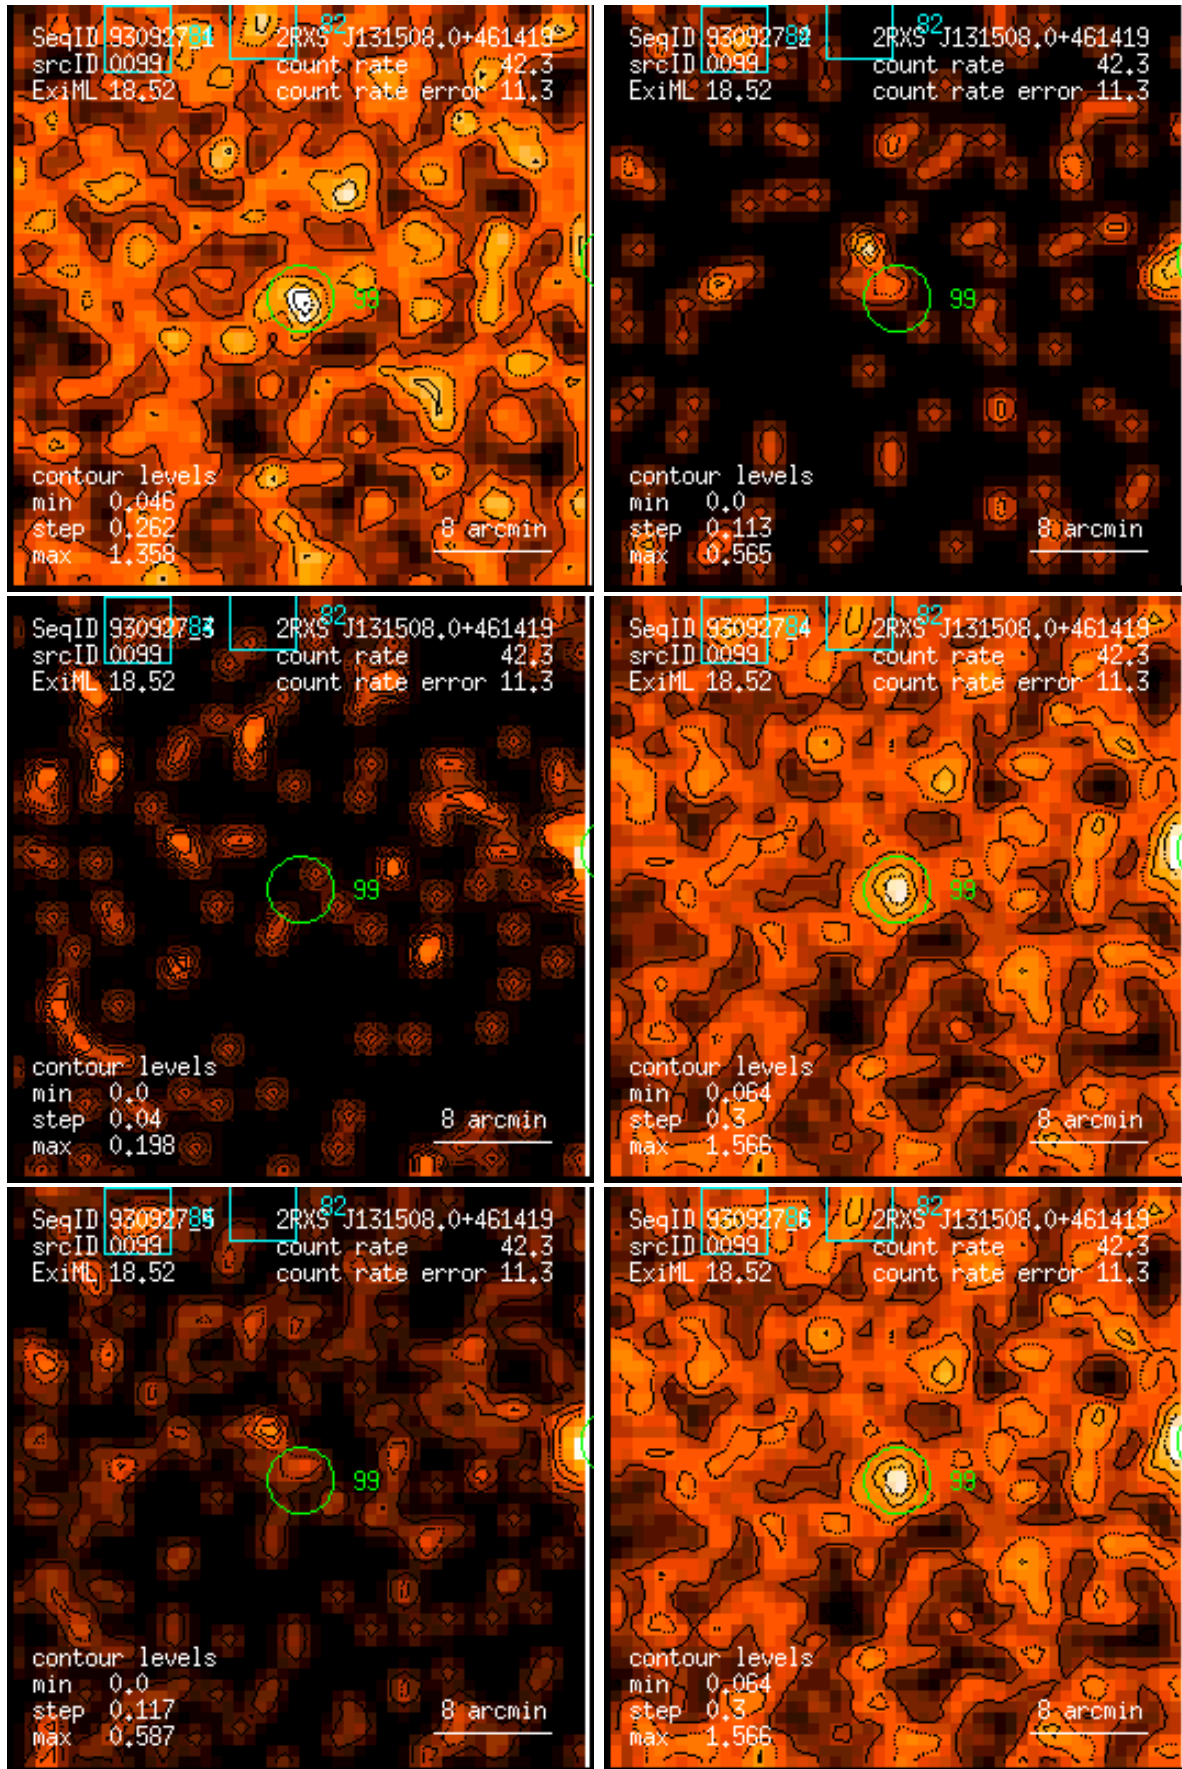 SeqID 930927_1 2RXS J131508.0+461419
srcID 0099 count rate 42.3
ExiML 18.52 count rate error 11.3
82
99
contour levels
min 0.046
step 0.262
max 1.358
8 arcmin
SeqID 930927_2 2RXS J131508.0+461419
srcID 0099 count rate 42.3
ExiML 18.52 count rate error 11.3
82
99
contour levels
min 0.0
step 0.113
max 0.565
8 arcmin
SeqID 930927_3 2RXS J131508.0+461419
srcID 0099 count rate 42.3
ExiML 18.52 count rate error 11.3
82
99
contour levels
min 0.0
step 0.04
max 0.198
8 arcmin
SeqID 930927_4 2RXS J131508.0+461419
srcID 0099 count rate 42.3
ExiML 18.52 count rate error 11.3
82
99
contour levels
min 0.064
step 0.3
max 1.566
8 arcmin
SeqID 930927_5 2RXS J131508.0+461419
srcID 0099 count rate 42.3
ExiML 18.52 count rate error 11.3
82
99
contour levels
min 0.0
step 0.117
max 0.587
8 arcmin
SeqID 930927_6 2RXS J131508.0+461419
srcID 0099 count rate 42.3
ExiML 18.52 count rate error 11.3
82
99
contour levels
min 0.064
step 0.3
max 1.566
8 arcmin